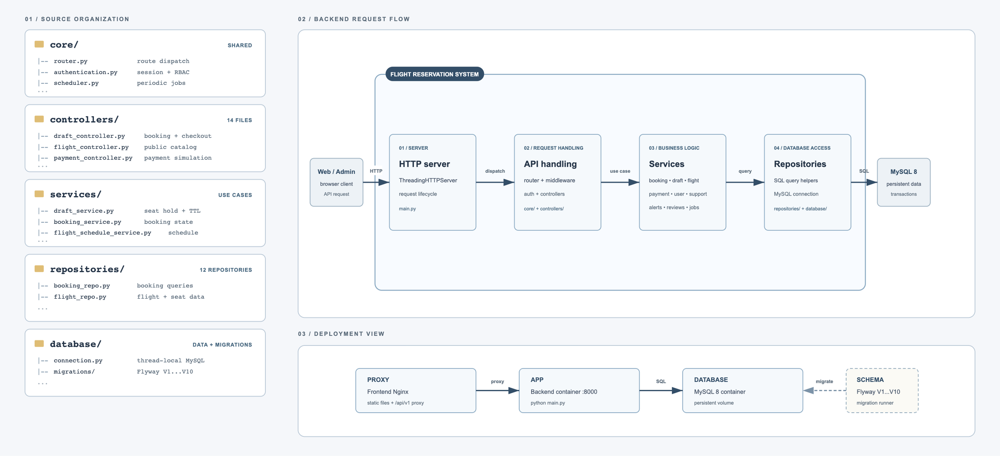 01 / SOURCE ORGANIZATION
core/ SHARED
|-- router.py route dispatch
|-- authentication.py session + RBAC
|-- scheduler.py periodic jobs
...
controllers/ 14 FILES
|-- draft_controller.py booking + checkout
|-- flight_controller.py public catalog
|-- payment_controller.py payment simulation
...
services/ USE CASES
|-- draft_service.py seat hold + TTL
|-- booking_service.py booking state
|-- flight_schedule_service.py schedule
...
repositories/ 12 REPOSITORIES
|-- booking_repo.py booking queries
|-- flight_repo.py flight + seat data
...
database/ DATA + MIGRATIONS
|-- connection.py thread-local MySQL
|-- migrations/ Flyway V1...V10
...
02 / BACKEND REQUEST FLOW
FLIGHT RESERVATION SYSTEM
Web / Admin
browser client
API request
HTTP
01 / SERVER
HTTP server
ThreadingHTTPServer
request lifecycle
main.py
dispatch
02 / REQUEST HANDLING
API handling
router + middleware
auth + controllers
core/ + controllers/
use case
03 / BUSINESS LOGIC
Services
booking • draft • flight
payment • user • support
alerts • reviews • jobs
query
04 / DATABASE ACCESS
Repositories
SQL query helpers
MySQL connection
repositories/ + database/
SQL
MySQL 8
persistent data
transactions
03 / DEPLOYMENT VIEW
PROXY
Frontend Nginx
static files + /api/v1 proxy
proxy
APP
Backend container :8000
python main.py
SQL
DATABASE
MySQL 8 container
persistent volume
migrate
SCHEMA
Flyway V1...V10
migration runner